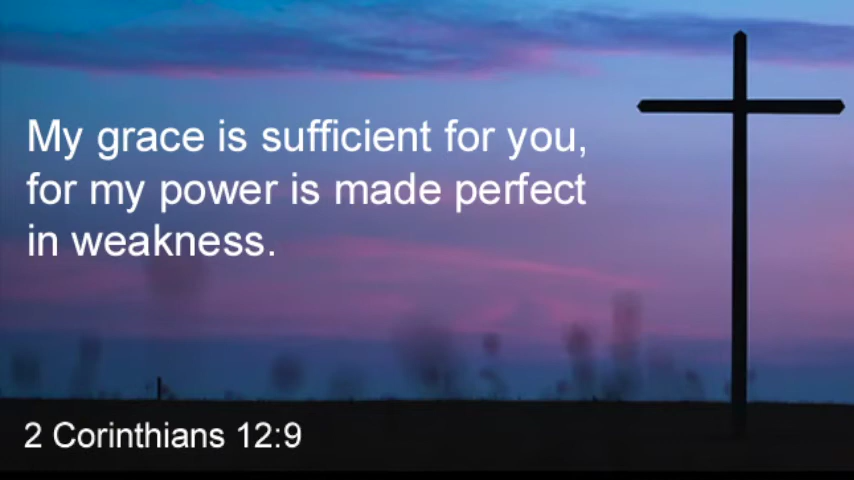 My grace is sufficient for you,
for my power is made perfect
in weakness.
2 Corinthians 12:9